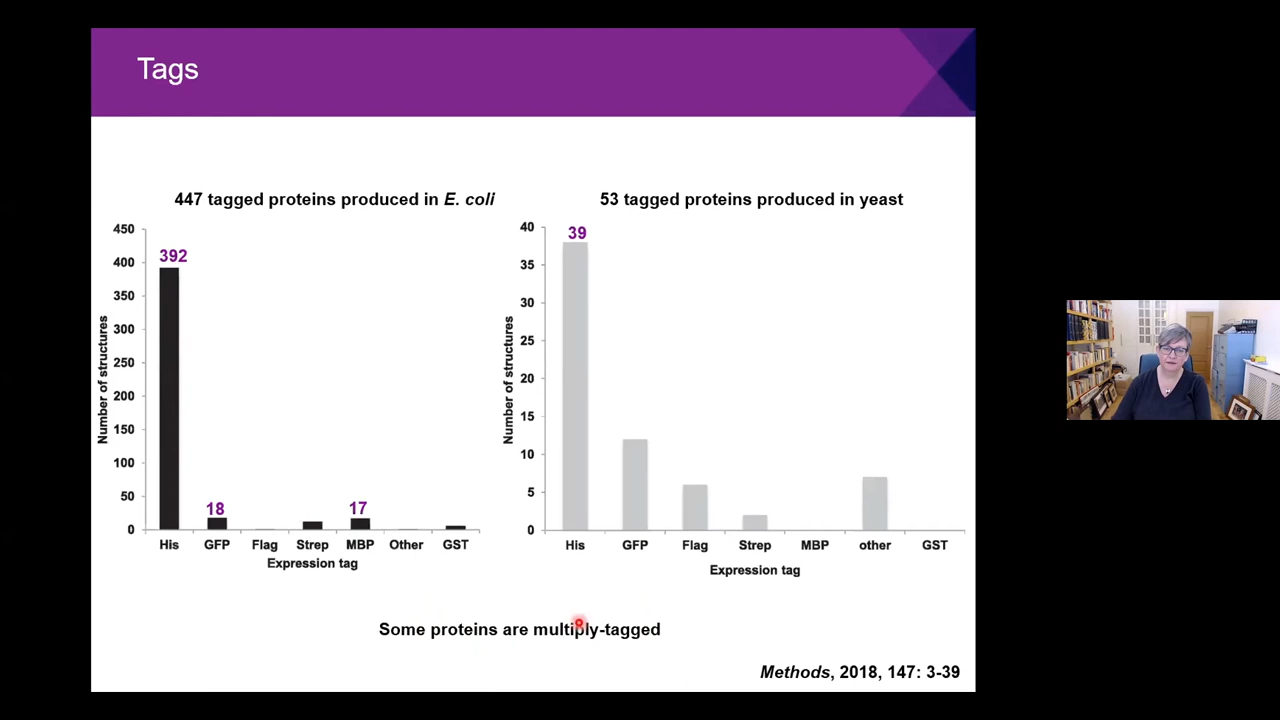 Tags
447 tagged proteins produced in E. coli
450
400
350
300
250
200
150
100
50
0
Number of structures
392
18
17
His GFP Flag Strep MBP Other GST
Expression tag
53 tagged proteins produced in yeast
40
35
30
25
20
15
10
5
0
Number of structures
39
His GFP Flag Strep MBP other GST
Expression tag
Some proteins are multiply-tagged
Methods, 2018, 147: 3-39